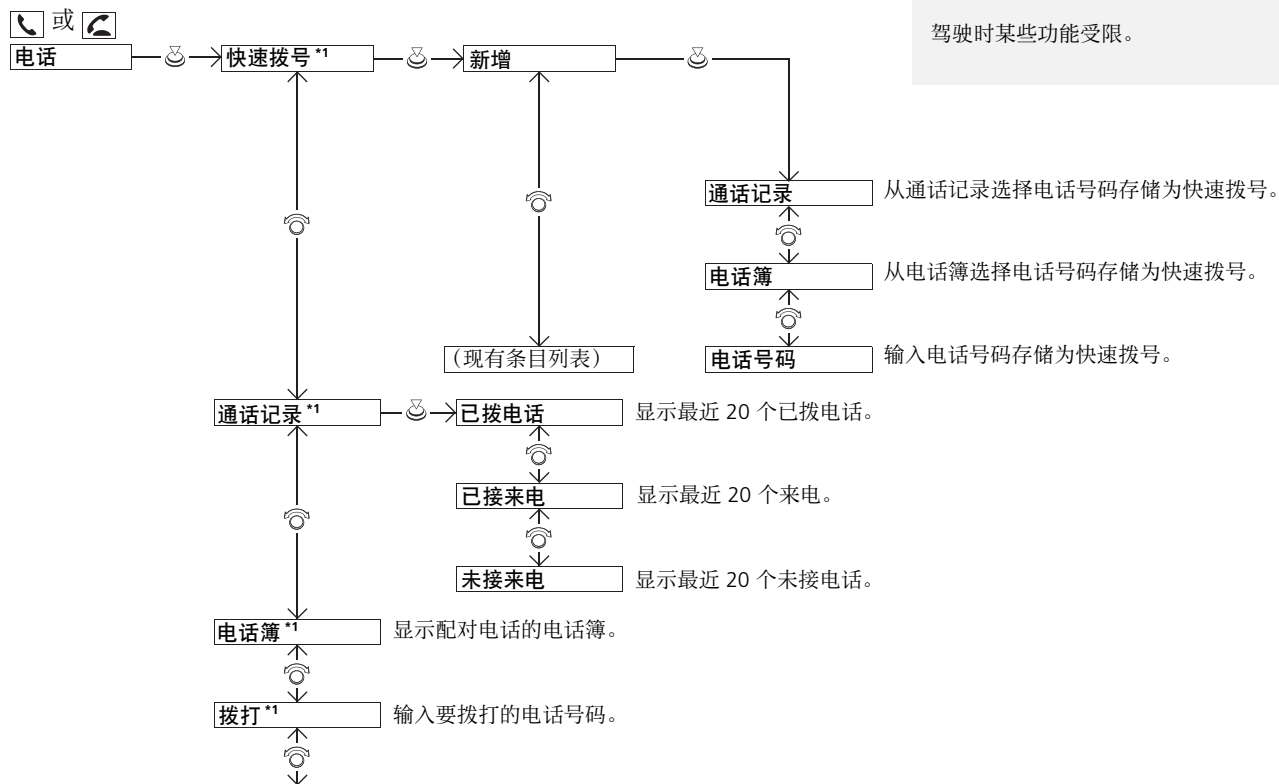 或
驾驶时某些功能受限。
电话
快速拨号 *1
新增
通话记录
从通话记录选择电话号码存储为快速拨号。
电话簿
从电话簿选择电话号码存储为快速拨号。
(现有条目列表)
电话号码
输入电话号码存储为快速拨号。
通话记录 *1
已拨电话
显示最近 20 个已拨电话。
已接来电
显示最近 20 个来电。
未接来电
显示最近 20 个未接电话。
电话簿 *1
显示配对电话的电话簿。
拨打 *1
输入要拨打的电话号码。